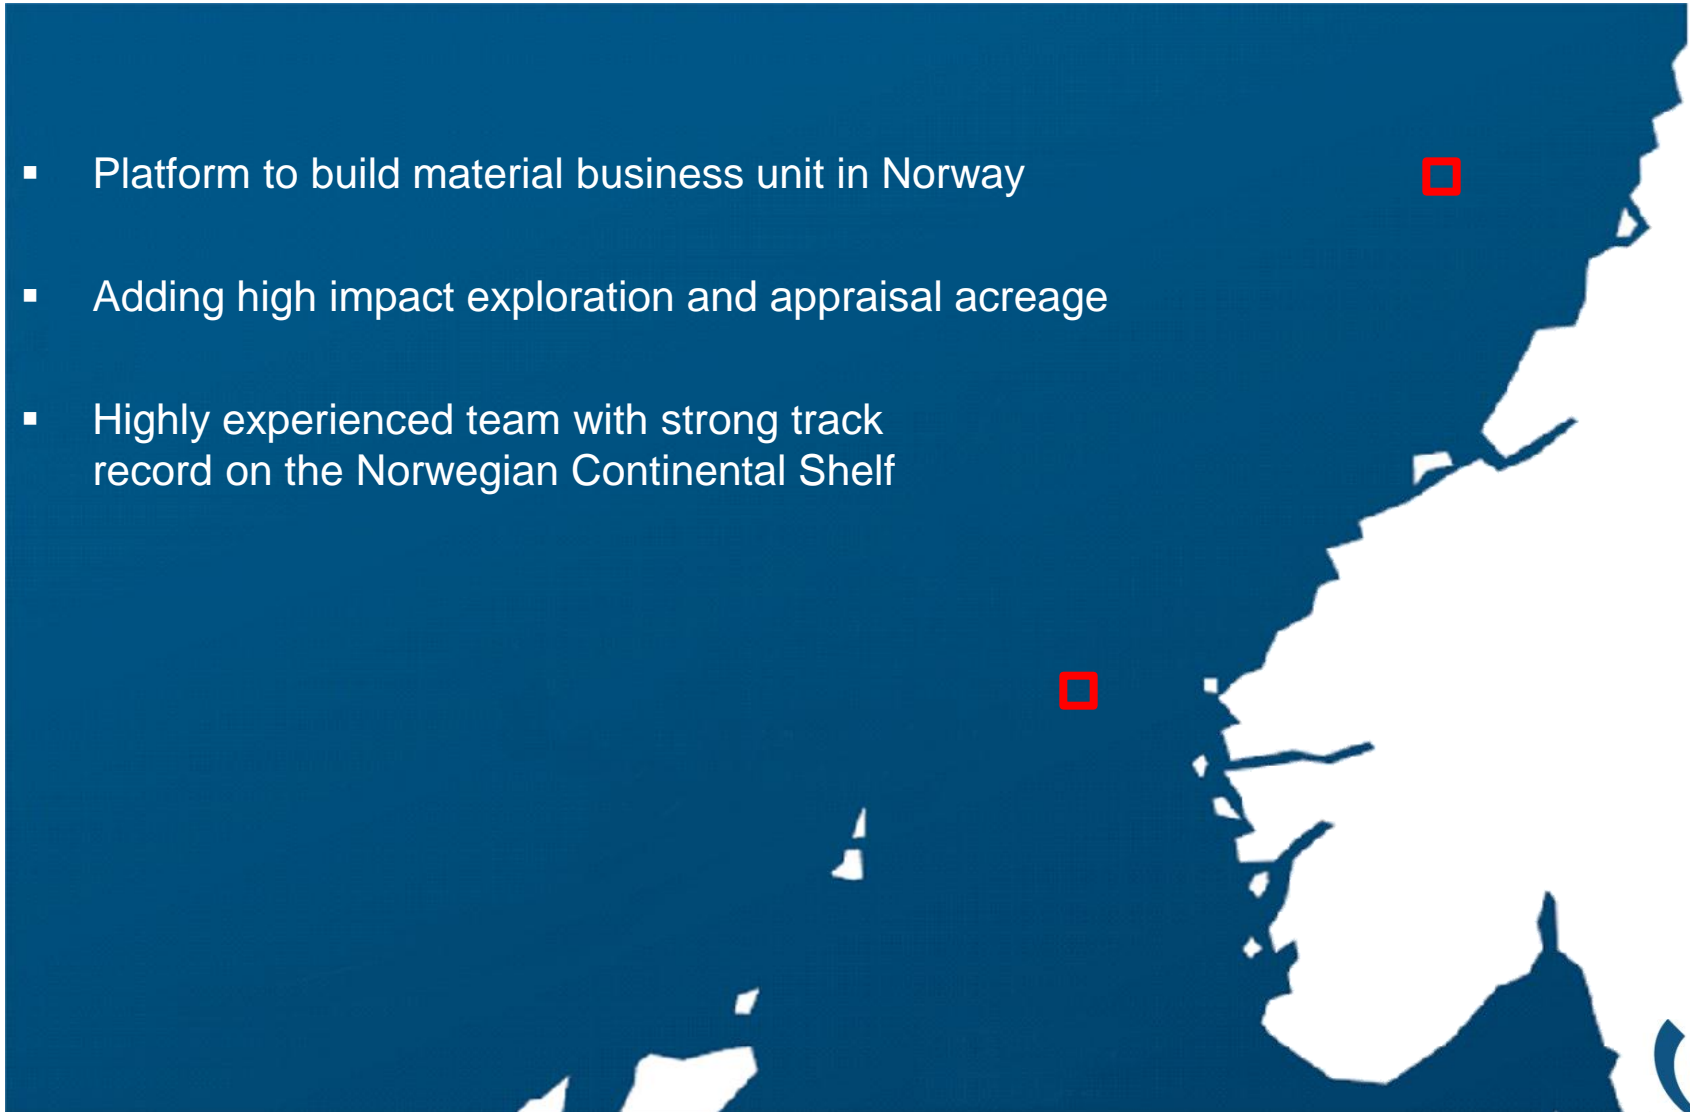 ▪ Platform to build material business unit in Norway
▪ Adding high impact exploration and appraisal acreage
▪ Highly experienced team with strong track
record on the Norwegian Continental Shelf